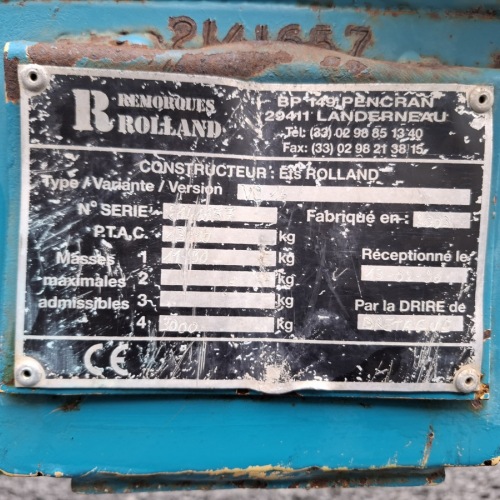 2141657
R REMORQUES
ROLLAND
BP 149 PENCRAN
29411 LANDERNEAU
Tél: (33) 02 98 85 13 40
Fax: (33) 02 98 21 38 15
CONSTRUCTEUR : Ets ROLLAND
Type / Variante / Version
N° SERIE
Fabriqué en :
P.T.A.C. kg
Masses 1 kg
Réceptionné le
maximales 2 kg
admissibles 3 kg
Par la DRIRE de
4 kg
CE